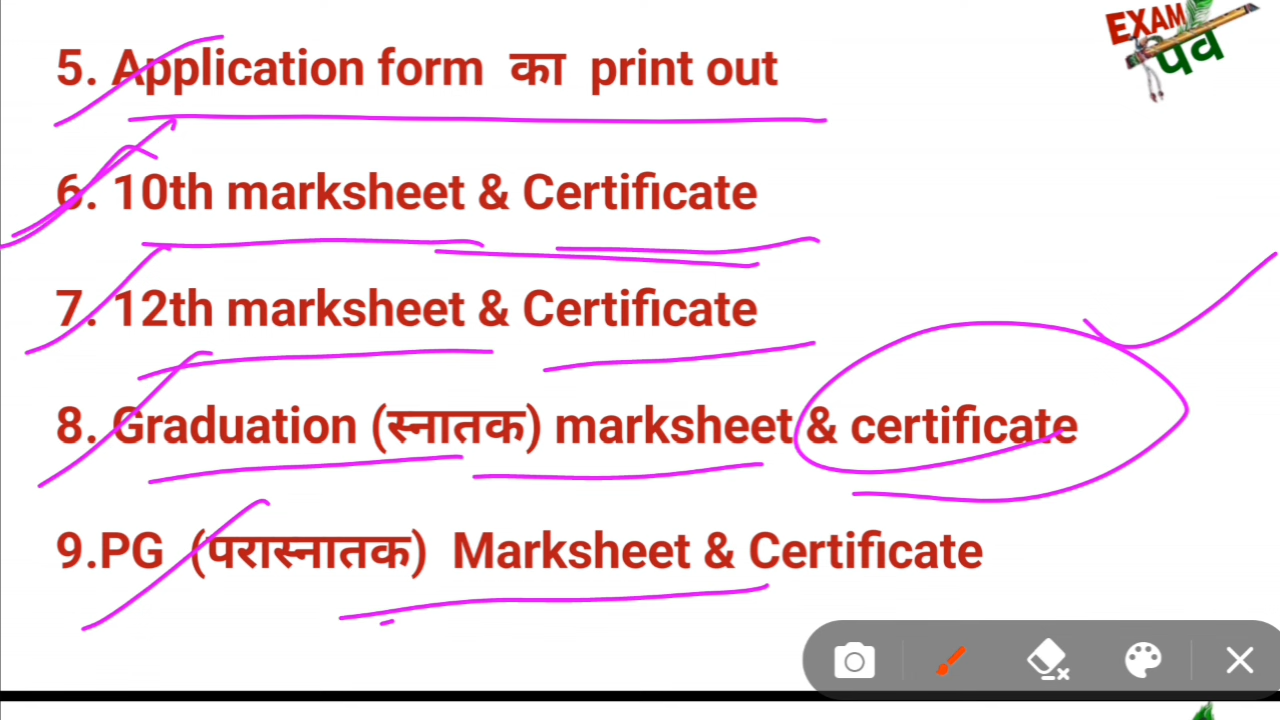 EXAM
पर्व
5. Application form का print out
6. 10th marksheet & Certificate
7. 12th marksheet & Certificate
8. Graduation (स्नातक) marksheet & certificate
9.PG (परास्नातक) Marksheet & Certificate